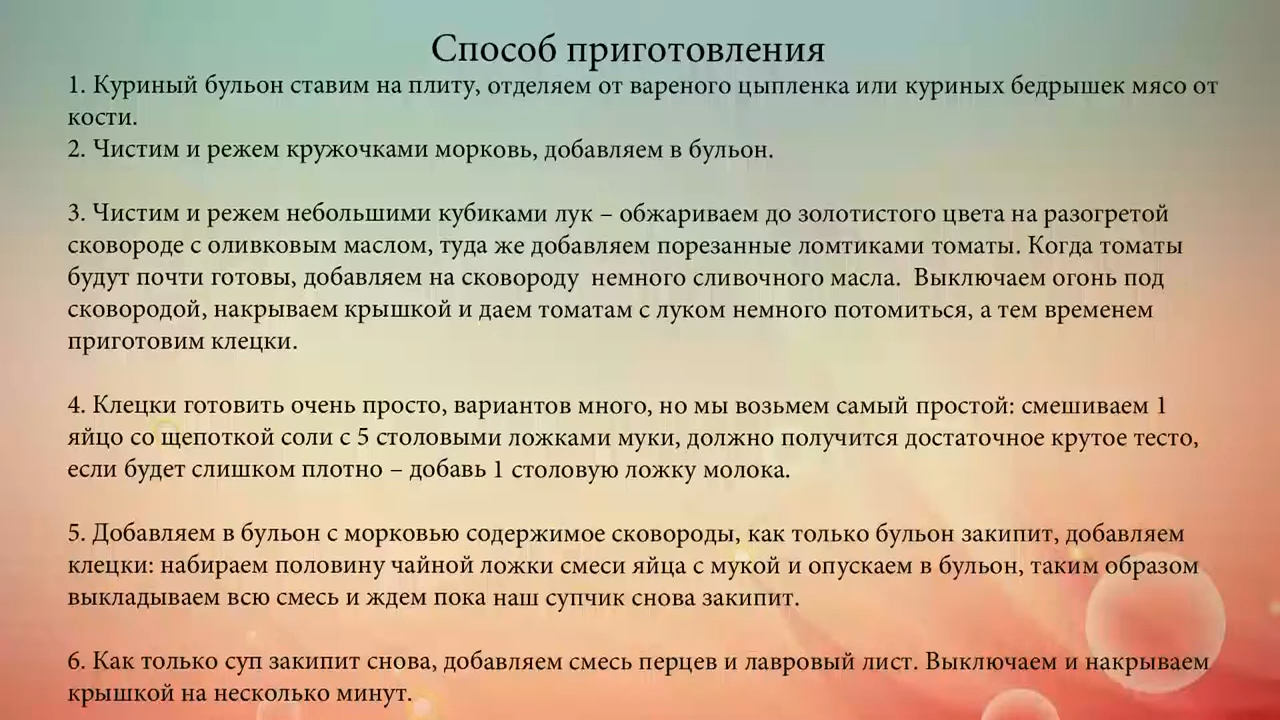 Способ приготовления
1. Куриный бульон ставим на плиту, отделяем от вареного цыпленка или куриных бедрышек мясо от
кости.
2. Чистим и режем кружочками морковь, добавляем в бульон.
3. Чистим и режем небольшими кубиками лук – обжариваем до золотистого цвета на разогретой
сковороде с оливковым маслом, туда же добавляем порезанные ломтиками томаты. Когда томаты
будут почти готовы, добавляем на сковороду  немного сливочного масла.  Выключаем огонь под
сковородой, накрываем крышкой и даем томатам с луком немного потомиться, а тем временем
приготовим клецки.
4. Клецки готовить очень просто, вариантов много, но мы возьмем самый простой: смешиваем 1
яйцо со щепоткой соли с 5 столовыми ложками муки, должно получится достаточное крутое тесто,
если будет слишком плотно – добавь 1 столовую ложку молока.
5. Добавляем в бульон с морковью содержимое сковороды, как только бульон закипит, добавляем
клецки: набираем половину чайной ложки смеси яйца с мукой и опускаем в бульон, таким образом
выкладываем всю смесь и ждем пока наш супчик снова закипит.
6. Как только суп закипит снова, добавляем смесь перцев и лавровый лист. Выключаем и накрываем
крышкой на несколько минут.